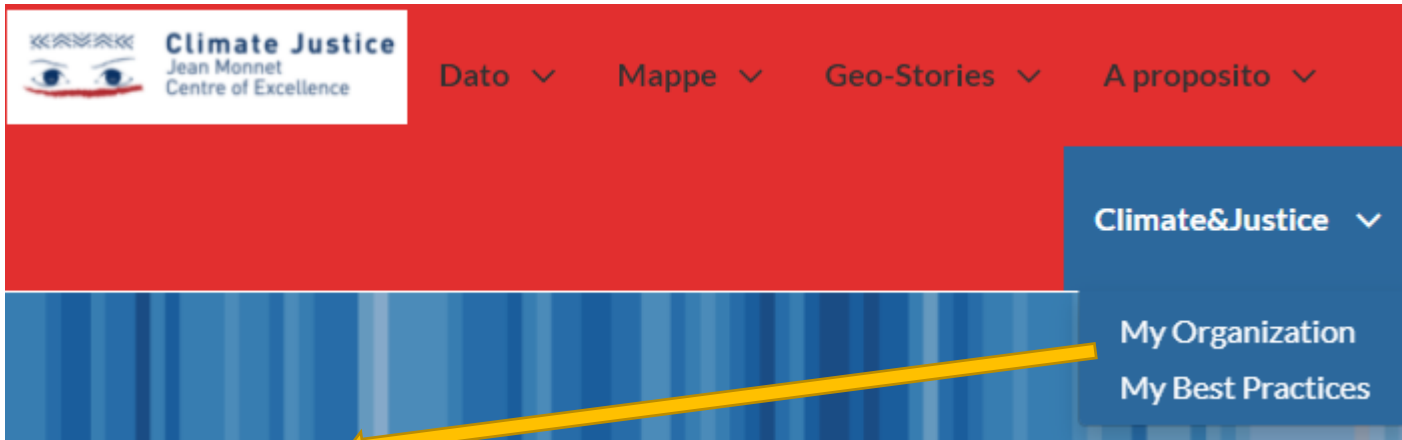 Climate Justice
Jean Monnet
Centre of Excellence
Dato
Mappe
Geo-Stories
A proposito
Climate&Justice
My Organization
My Best Practices